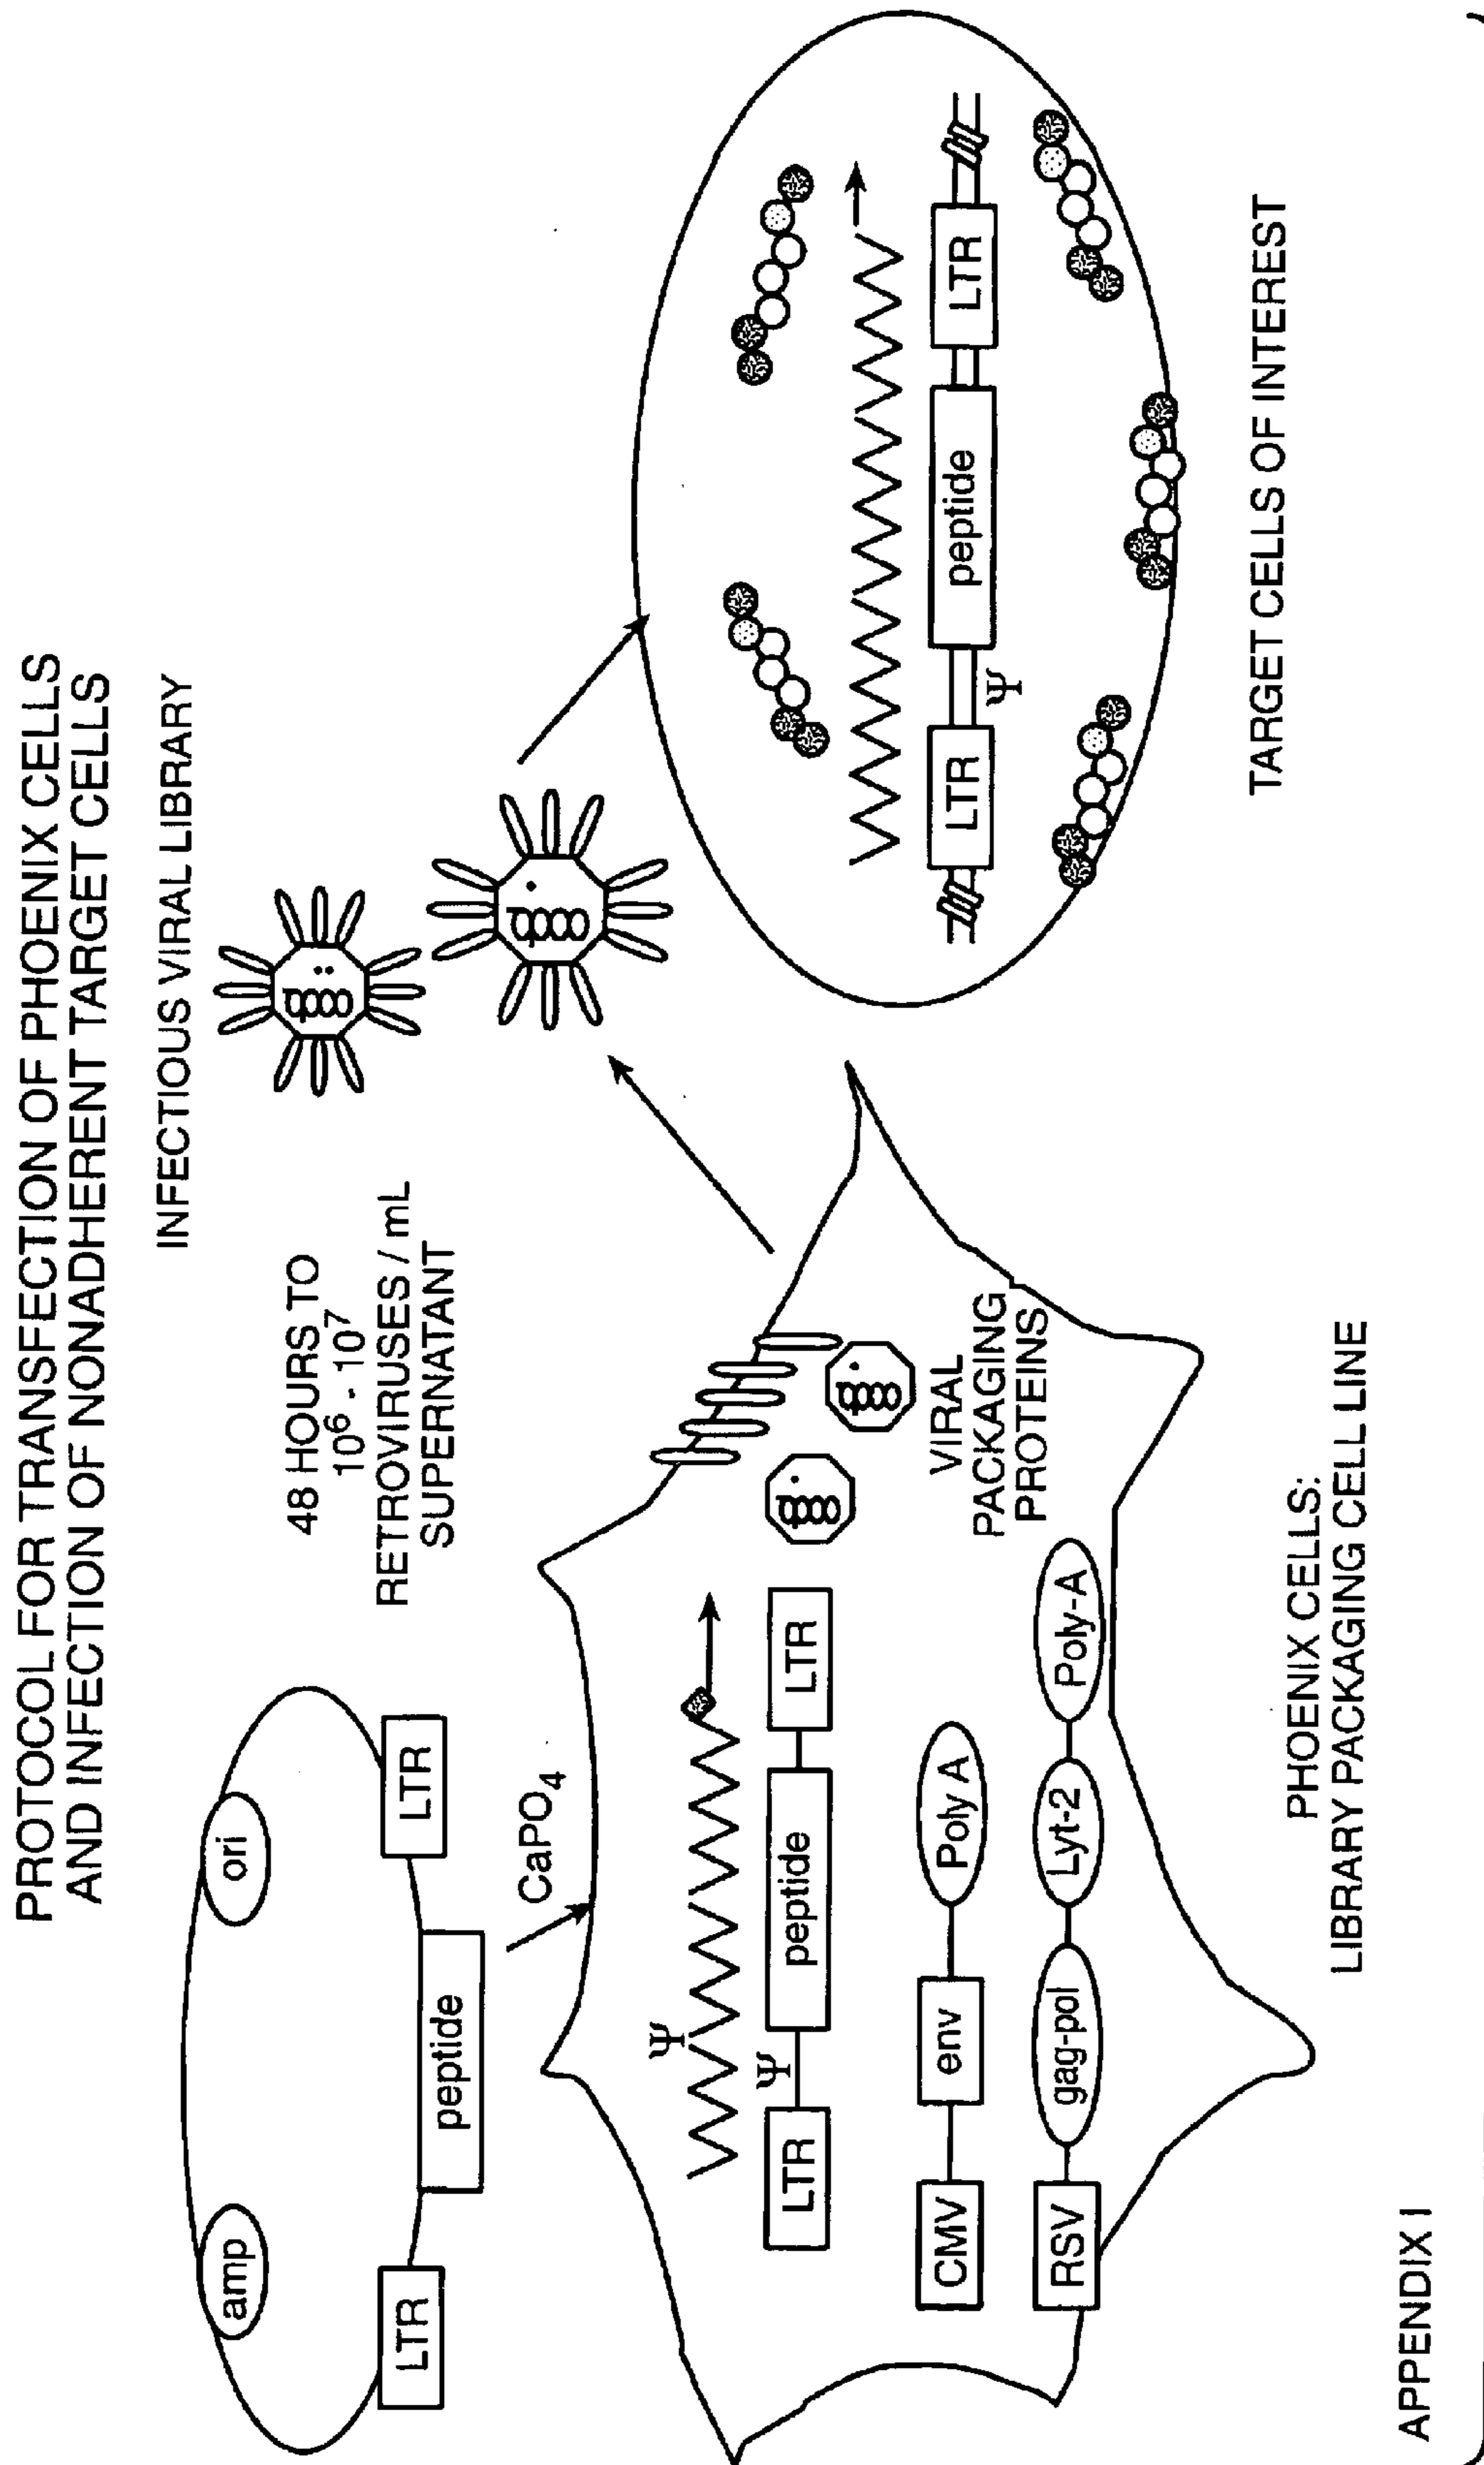 PROTOCOL FOR TRANSFECTION OF PHOENIX CELLS
AND INFECTION OF NONADHERENT TARGET CELLS
INFECTIOUS VIRAL LIBRARY
48 HOURS TO
10⁶ - 10⁷
RETROVIRUSES / mL
SUPERNATANT
amp
ori
LTR
peptide
LTR
CaPO₄
Ψ
Ψ
LTR
peptide
LTR
CMV
env
Poly A
RSV
gag-pol
Lyt-2
Poly-A
VIRAL
PACKAGING
PROTEINS
PHOENIX CELLS:
LIBRARY PACKAGING CELL LINE
LTR
Ψ
peptide
LTR
TARGET CELLS OF INTEREST
APPENDIX I